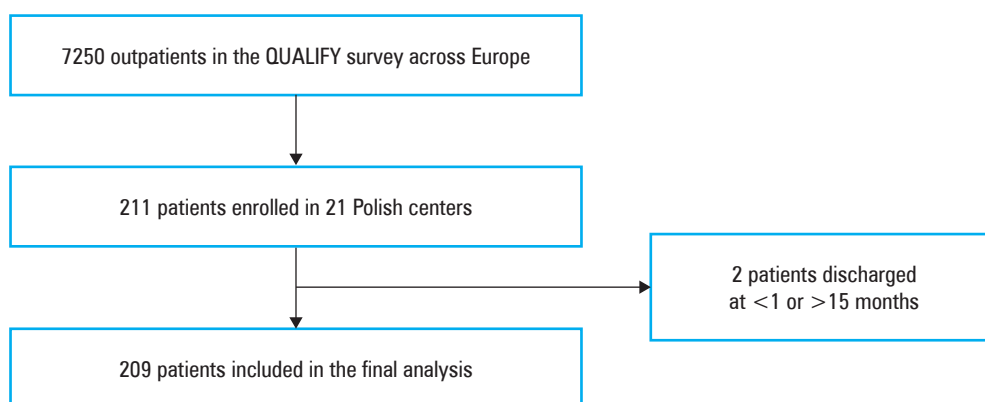 7250 outpatients in the QUALIFY survey across Europe
211 patients enrolled in 21 Polish centers
2 patients discharged
at <1 or >15 months
209 patients included in the final analysis